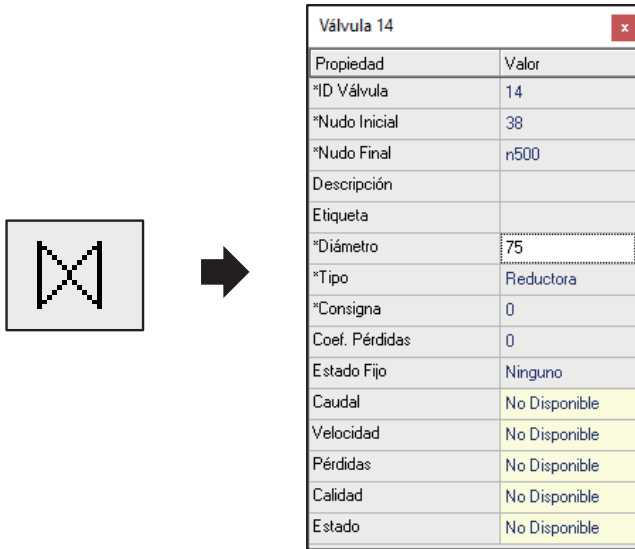 Válvula 14
x
Propiedad Valor
*ID Válvula 14
*Nudo Inicial 38
*Nudo Final n500
Descripción
Etiqueta
*Diámetro 75
*Tipo Reductora
*Consigna 0
Coef. Pérdidas 0
Estado Fijo Ninguno
Caudal No Disponible
Velocidad No Disponible
Pérdidas No Disponible
Calidad No Disponible
Estado No Disponible